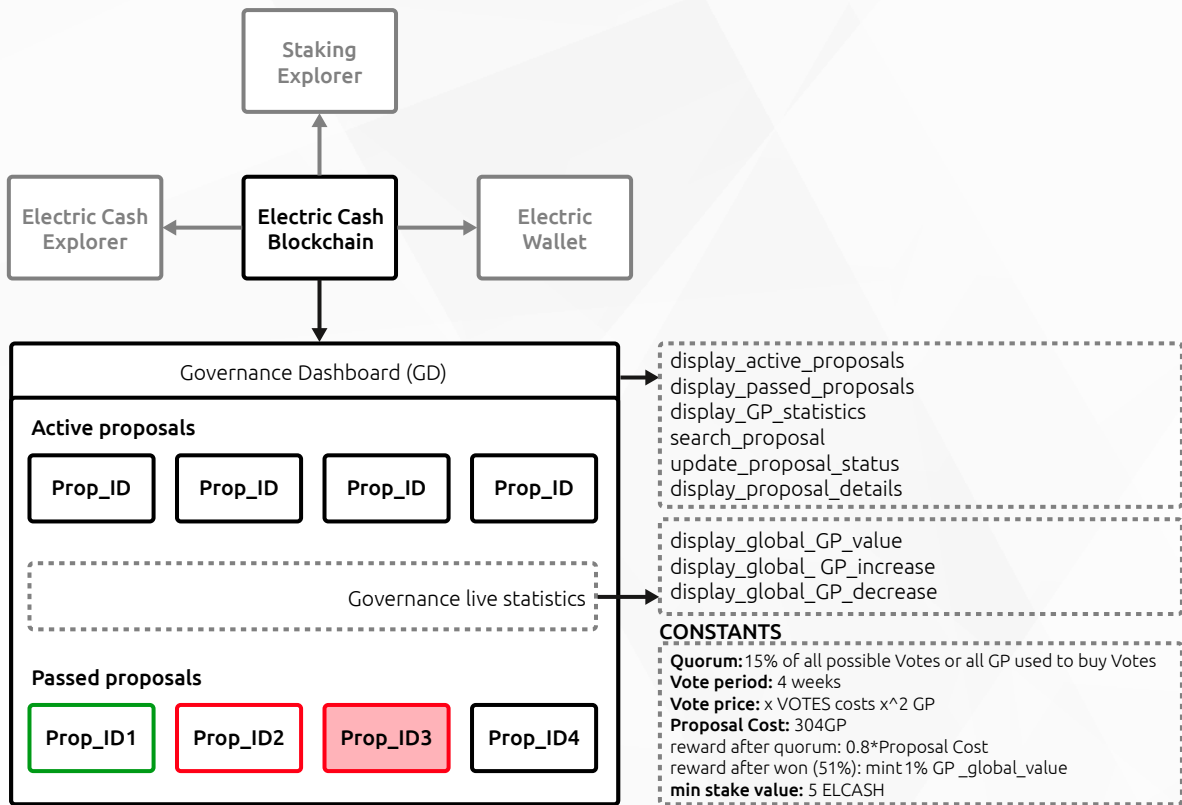 Staking
Explorer
Electric Cash
Explorer
Electric Cash
Blockchain
Electric
Wallet
Governance Dashboard (GD)
Active proposals
Prop_ID
Prop_ID
Prop_ID
Prop_ID
Governance live statistics
Passed proposals
Prop_ID1
Prop_ID2
Prop_ID3
Prop_ID4
display_active_proposals
display_passed_proposals
display_GP_statistics
search_proposal
update_proposal_status
display_proposal_details
display_global_GP_value
display_global_ GP_increase
display_global_GP_decrease
CONSTANTS
Quorum: 15% of all possible Votes or all GP used to buy Votes
Vote period: 4 weeks
Vote price: x VOTES costs x^2 GP
Proposal Cost: 304GP
reward after quorum: 0.8*Proposal Cost
reward after won (51%): mint1% GP _global_value
min stake value: 5 ELCASH